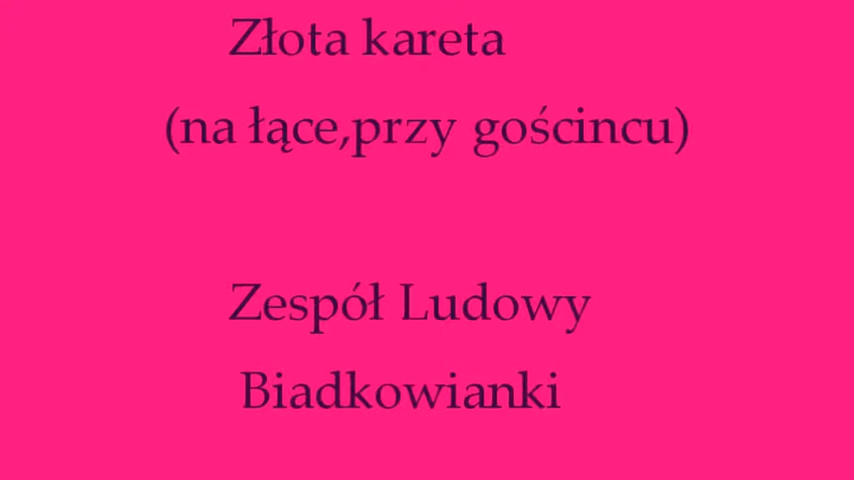 Złota kareta
(na łące,przy gościncu)
Zespół Ludowy
Biadkowianki